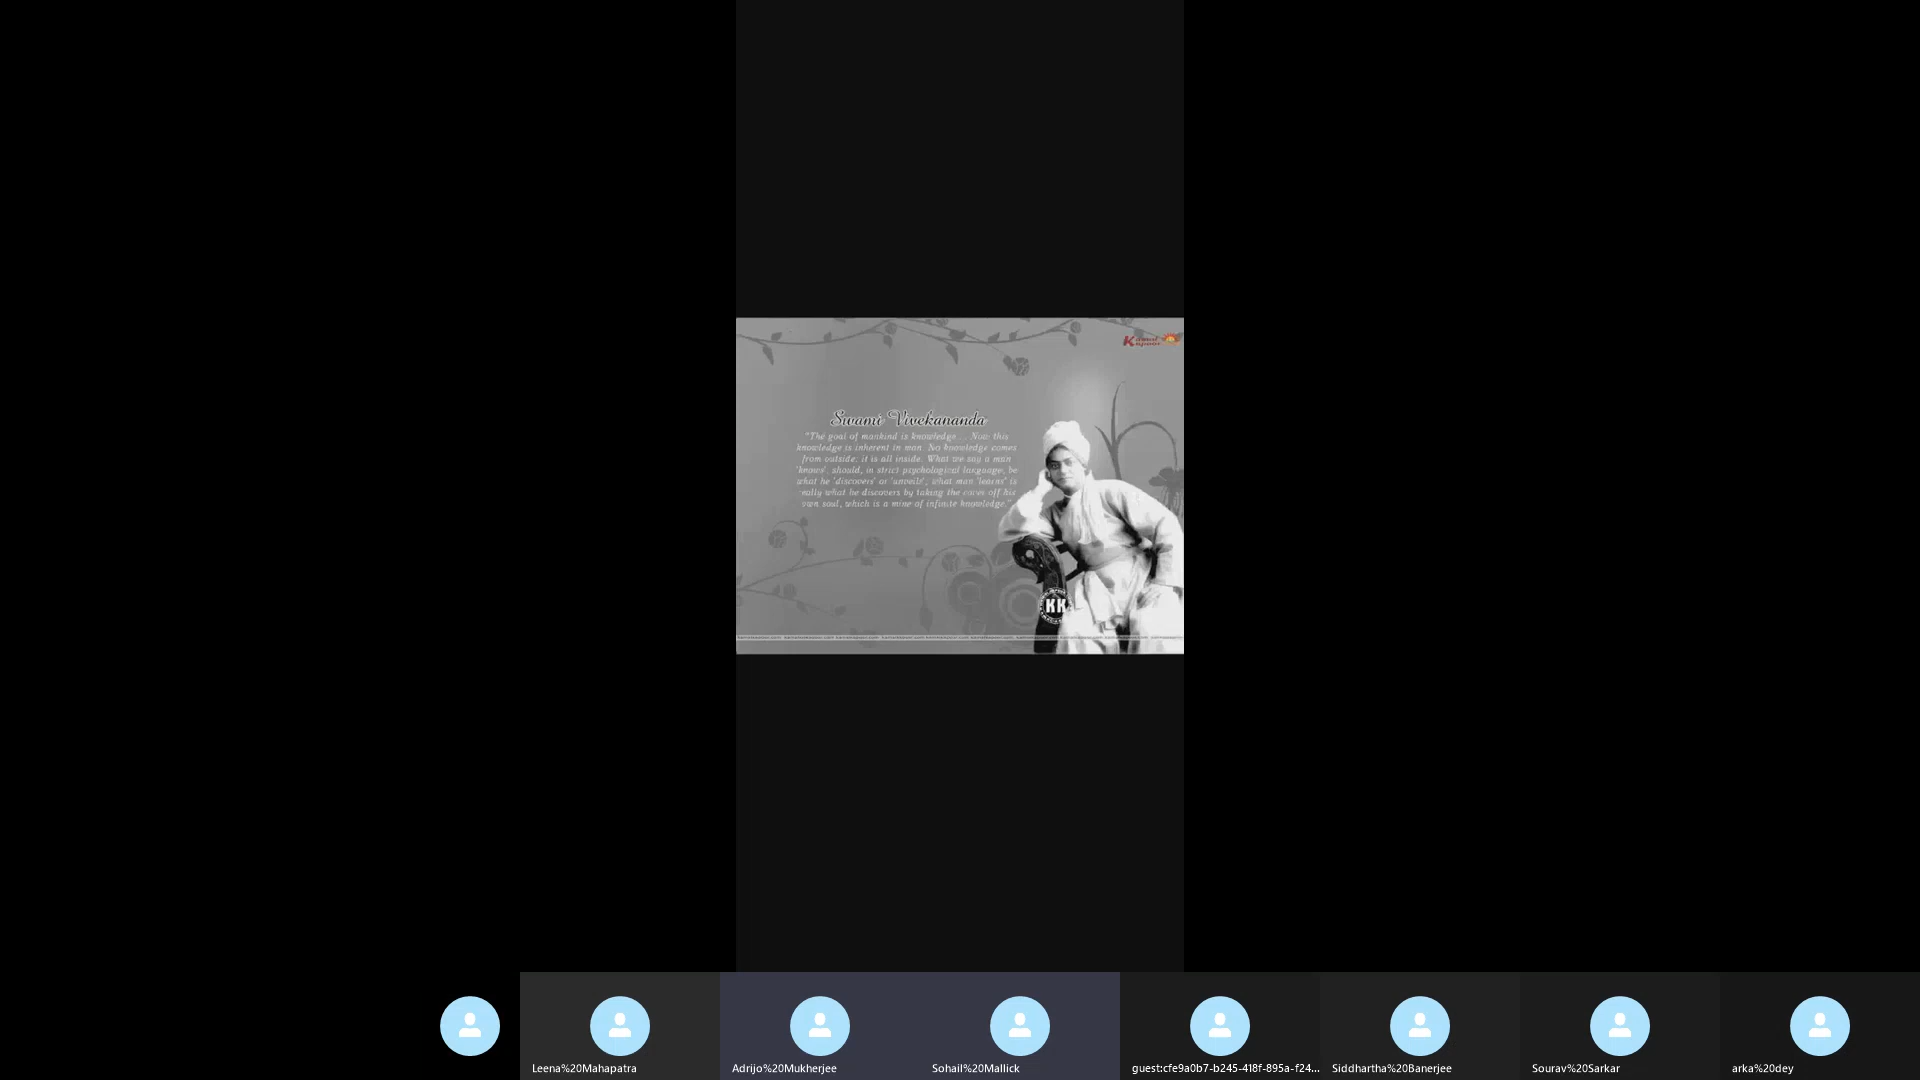 Swami Vivekananda
"The goal of mankind is knowledge... Now this
knowledge is inherent in man. No knowledge comes
from outside: it is all inside. What we say a man
'knows', should, in strict psychological language, be
what he 'discovers' or 'unveils'; what man 'learns' is
really what he discovers by taking the cover off his
own soul, which is a mine of infinite knowledge."
KK
Leena%20Mahapatra
Adrijo%20Mukherjee
Sohail%20Mallick
guest:cfe9a0b7-b245-418f-895a-f24...
Siddhartha%20Banerjee
Sourav%20Sarkar
arka%20dey